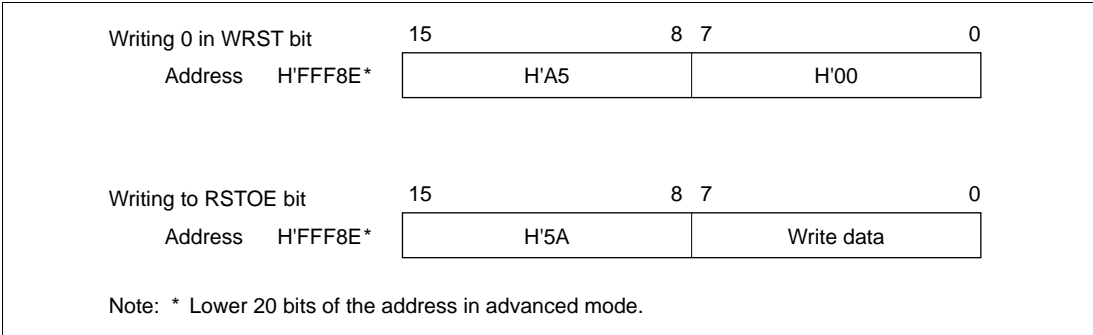 Writing 0 in WRST bit 15 8 7 0
Address H'FFF8E* H'A5 H'00
Writing to RSTOE bit 15 8 7 0
Address H'FFF8E* H'5A Write data
Note: * Lower 20 bits of the address in advanced mode.